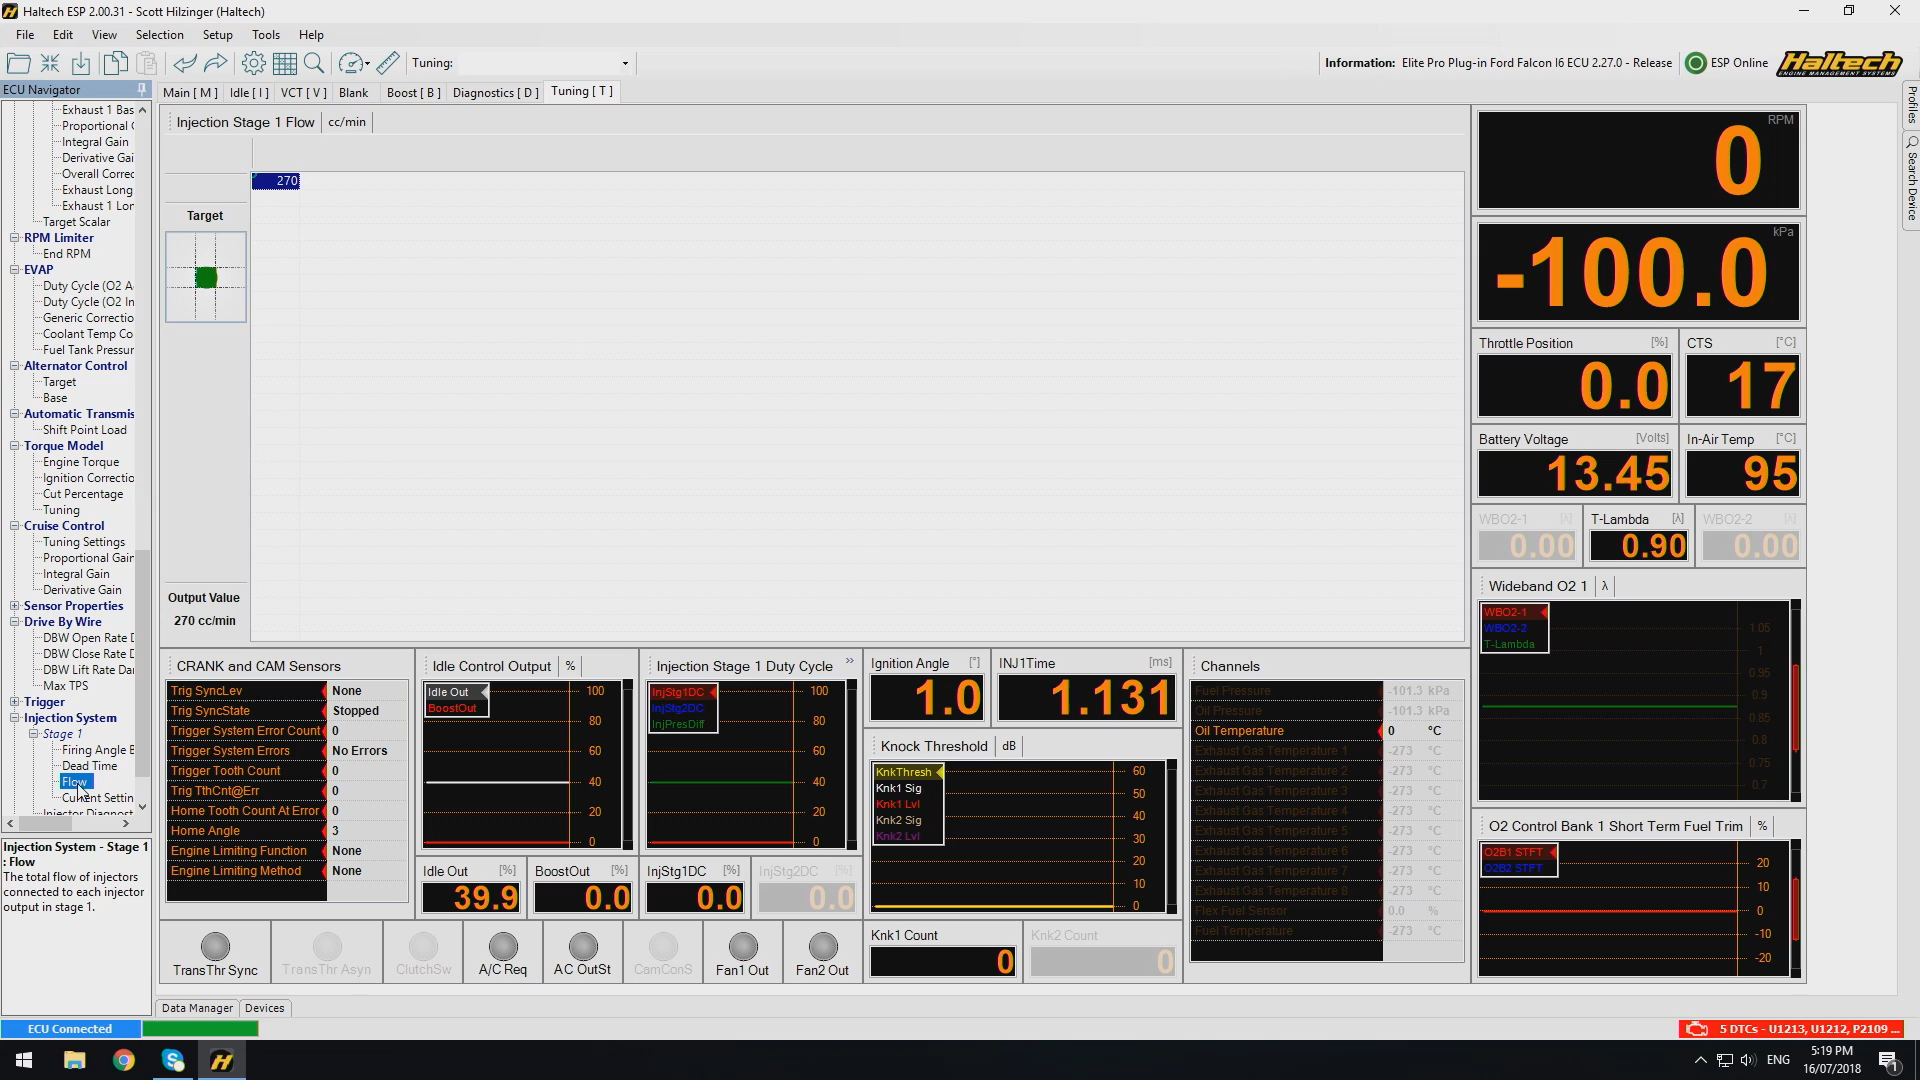 Haltech ESP 2.00.31 - Scott Hilzinger (Haltech)
File Edit View Selection Setup Tools Help
Tuning:
Information: Elite Pro Plug-in Ford Falcon I6 ECU 2.27.0 - Release
ESP Online
Haltech
ENGINE MANAGEMENT SYSTEMS
ECU Navigator
Main [ M ] Idle [ I ] VCT [ V ] Blank Boost [ B ] Diagnostics [ D ] Tuning [ T ]
Profiles
Search Device
Exhaust 1 Bas
Proportional
Integral Gain
Derivative Gai
Overall Correc
Exhaust Long
Exhaust 1 Lon
Target Scalar
RPM Limiter
End RPM
EVAP
Duty Cycle (O2 A
Duty Cycle (O2 In
Generic Correctio
Coolant Temp Co
Fuel Tank Pressur
Alternator Control
Target
Base
Automatic Transmis
Shift Point Load
Torque Model
Engine Torque
Ignition Correctio
Cut Percentage
Tuning
Cruise Control
Tuning Settings
Proportional Gain
Integral Gain
Derivative Gain
Sensor Properties
Drive By Wire
DBW Open Rate D
DBW Close Rate D
DBW Lift Rate Dar
Max TPS
Trigger
Injection System
Stage 1
Firing Angle B
Dead Time
Flow
Current Settin
Injector Diagnost
Injection System - Stage 1
: Flow
The total flow of injectors
connected to each injector
output in stage 1.
Injection Stage 1 Flow cc/min
270
Target
Output Value
270 cc/min
RPM
0
kPa
-100.0
Throttle Position [%]
0.0
CTS [°C]
17
Battery Voltage [Volts]
13.45
In-Air Temp [°C]
95
WBO2-1 [λ]
0.00
T-Lambda [λ]
0.90
WBO2-2 [λ]
0.00
Wideband O2 1 λ
WBO2-1
WBO2-2
T-Lambda
1.05
1
0.95
0.9
0.85
0.8
0.75
0.7
O2 Control Bank 1 Short Term Fuel Trim %
O2B1 STFT
O2B2 STFT
20
10
0
-10
-20
CRANK and CAM Sensors
Trig SyncLev None
Trig SyncState Stopped
Trigger System Error Count 0
Trigger System Errors No Errors
Trigger Tooth Count 0
Trig TthCnt@Err 0
Home Tooth Count At Error 0
Home Angle 3
Engine Limiting Function None
Engine Limiting Method None
Idle Control Output %
Idle Out
BoostOut
100
80
60
40
20
0
Idle Out [%]
39.9
BoostOut [%]
0.0
Injection Stage 1 Duty Cycle »
InjStg1DC
InjStg2DC
InjPresDiff
100
80
60
40
20
0
InjStg1DC [%]
0.0
InjStg2DC [%]
0.0
Ignition Angle [°]
1.0
INJ1Time [ms]
1.131
Knock Threshold dB
KnkThresh
Knk1 Sig
Knk1 Lvl
Knk2 Sig
Knk2 Lvl
60
50
40
30
20
10
0
Knk1 Count
0
Knk2 Count
0
Channels
Fuel Pressure -101.3 kPa
Oil Pressure -101.3 kPa
Oil Temperature 0 °C
Exhaust Gas Temperature 1 -273 °C
Exhaust Gas Temperature 2 -273 °C
Exhaust Gas Temperature 3 -273 °C
Exhaust Gas Temperature 4 -273 °C
Exhaust Gas Temperature 5 -273 °C
Exhaust Gas Temperature 6 -273 °C
Exhaust Gas Temperature 7 -273 °C
Exhaust Gas Temperature 8 -273 °C
Flex Fuel Sensor 0.0 %
Fuel Temperature -273 °C
TransThr Sync
TransThr Asyn
ClutchSw
A/C Req
AC OutSt
CamConS
Fan1 Out
Fan2 Out
Data Manager Devices
ECU Connected
5 DTCs - U1213, U1212, P2109 ...
ENG
5:19 PM
16/07/2018
1